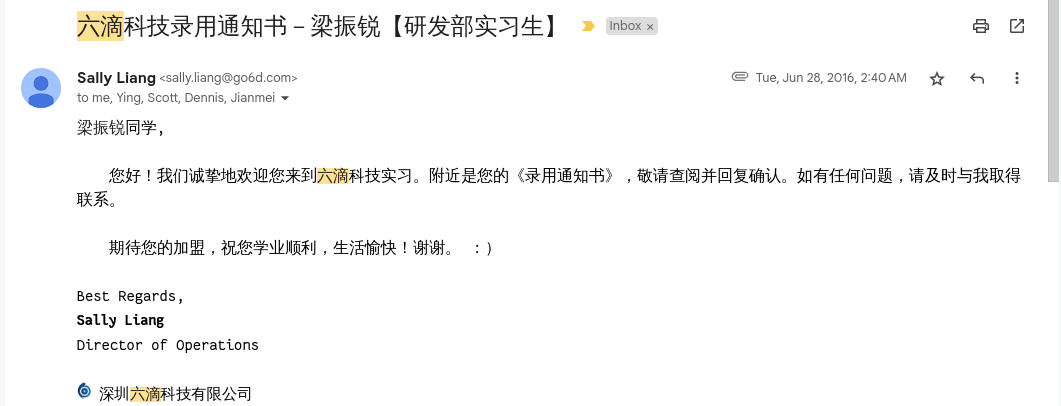 六滴科技录用通知书 – 梁振锐【研发部实习生】 Inbox ×
Sally Liang <sally.liang@go6d.com> Tue, Jun 28, 2016, 2:40 AM
to me, Ying, Scott, Dennis, Jianmei
梁振锐同学,
您好！我们诚挚地欢迎您来到六滴科技实习。附近是您的《录用通知书》，敬请查阅并回复确认。如有任何问题，请及时与我取得
联系。
期待您的加盟，祝您学业顺利，生活愉快！谢谢。 ：）
Best Regards,
Sally Liang
Director of Operations
深圳六滴科技有限公司